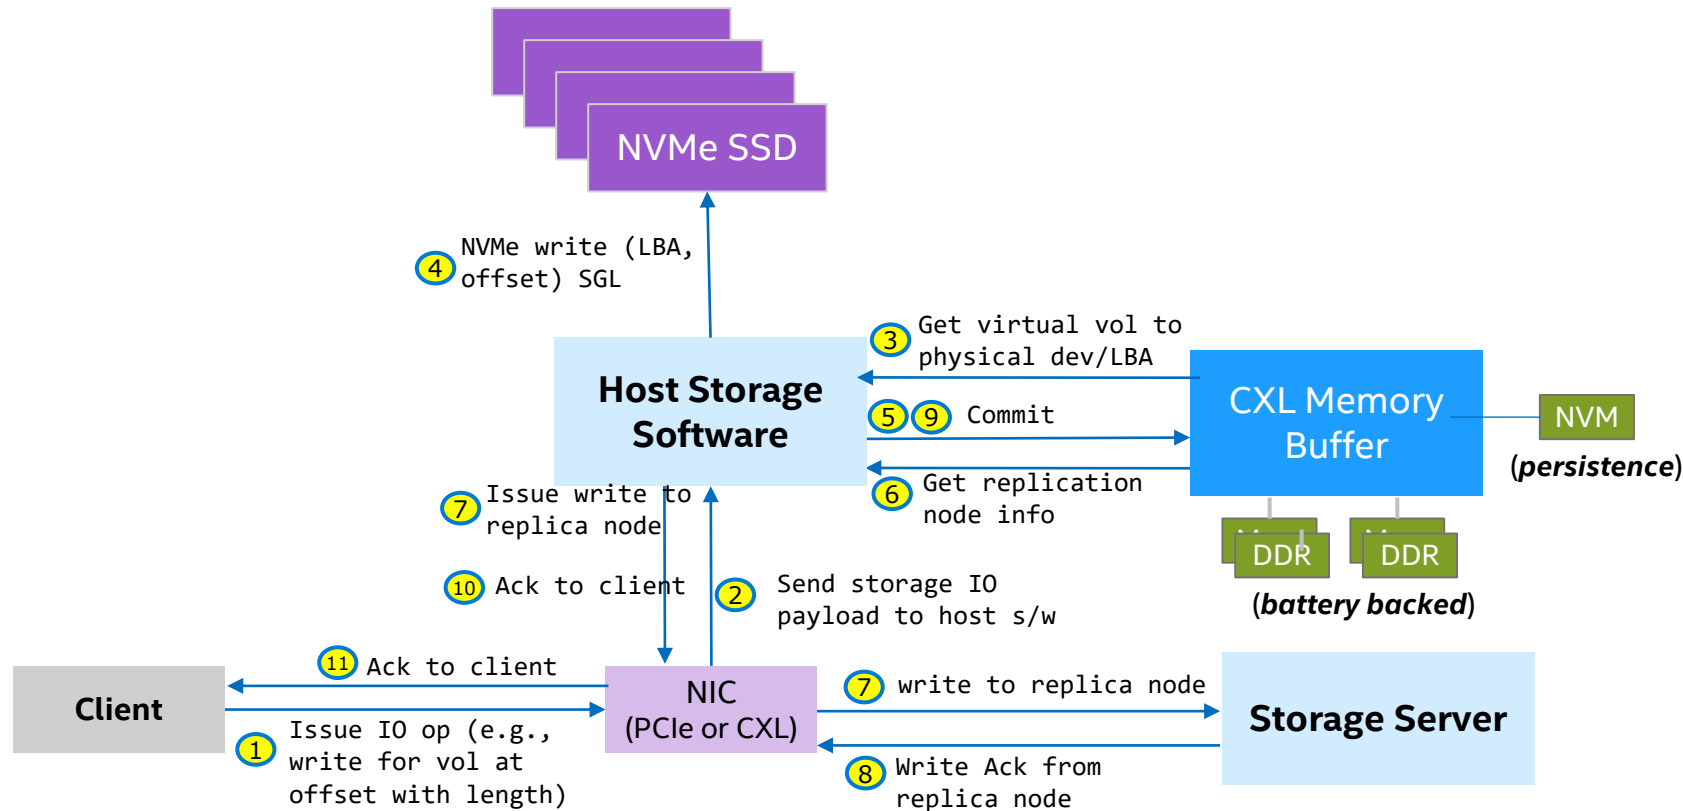 NVMe SSD
4
NVMe write (LBA,
offset) SGL
3
Get virtual vol to
physical dev/LBA
Host Storage
Software
5 9 Commit
CXL Memory
Buffer
NVM
(persistence)
6
Get replication
node info
7
Issue write to
replica node
DDR
DDR
(battery backed)
10 Ack to client
2
Send storage IO
payload to host s/w
11 Ack to client
Client
NIC
(PCIe or CXL)
7 write to replica node
Storage Server
1
Issue IO op (e.g.,
write for vol at
offset with length)
8
Write Ack from
replica node